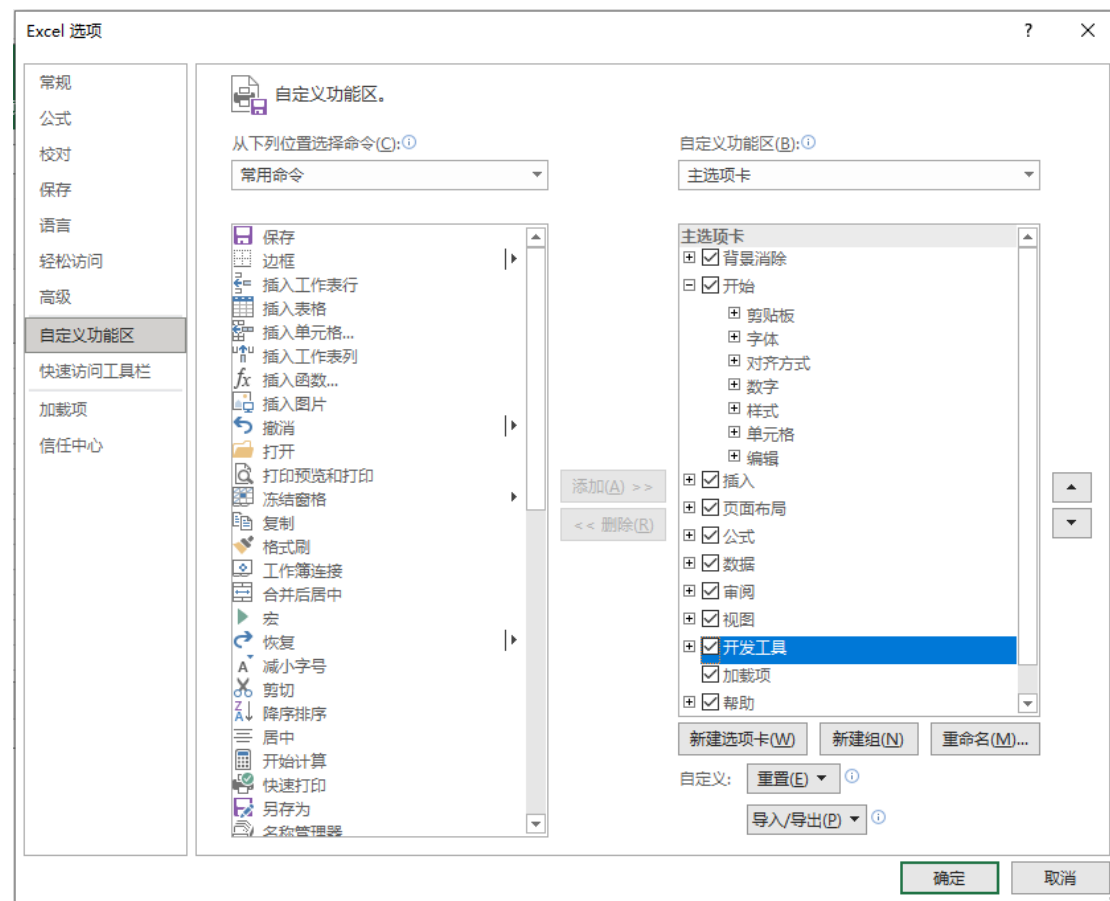 Excel 选项
?
常规
公式
校对
保存
语言
轻松访问
高级
自定义功能区
快速访问工具栏
加载项
信任中心
自定义功能区。
从下列位置选择命令(C):
常用命令
保存
边框
插入工作表行
插入表格
插入单元格...
插入工作表列
插入函数...
插入图片
撤消
打开
打印预览和打印
冻结窗格
复制
格式刷
工作簿连接
合并后居中
宏
恢复
减小字号
剪切
降序排序
居中
开始计算
快速打印
另存为
名称管理器
添加(A) >>
<< 删除(R)
自定义功能区(B):
主选项卡
主选项卡
背景消除
开始
剪贴板
字体
对齐方式
数字
样式
单元格
编辑
插入
页面布局
公式
数据
审阅
视图
开发工具
加载项
帮助
新建选项卡(W)
新建组(N)
重命名(M)...
自定义:
重置(E)
导入/导出(P)
确定
取消